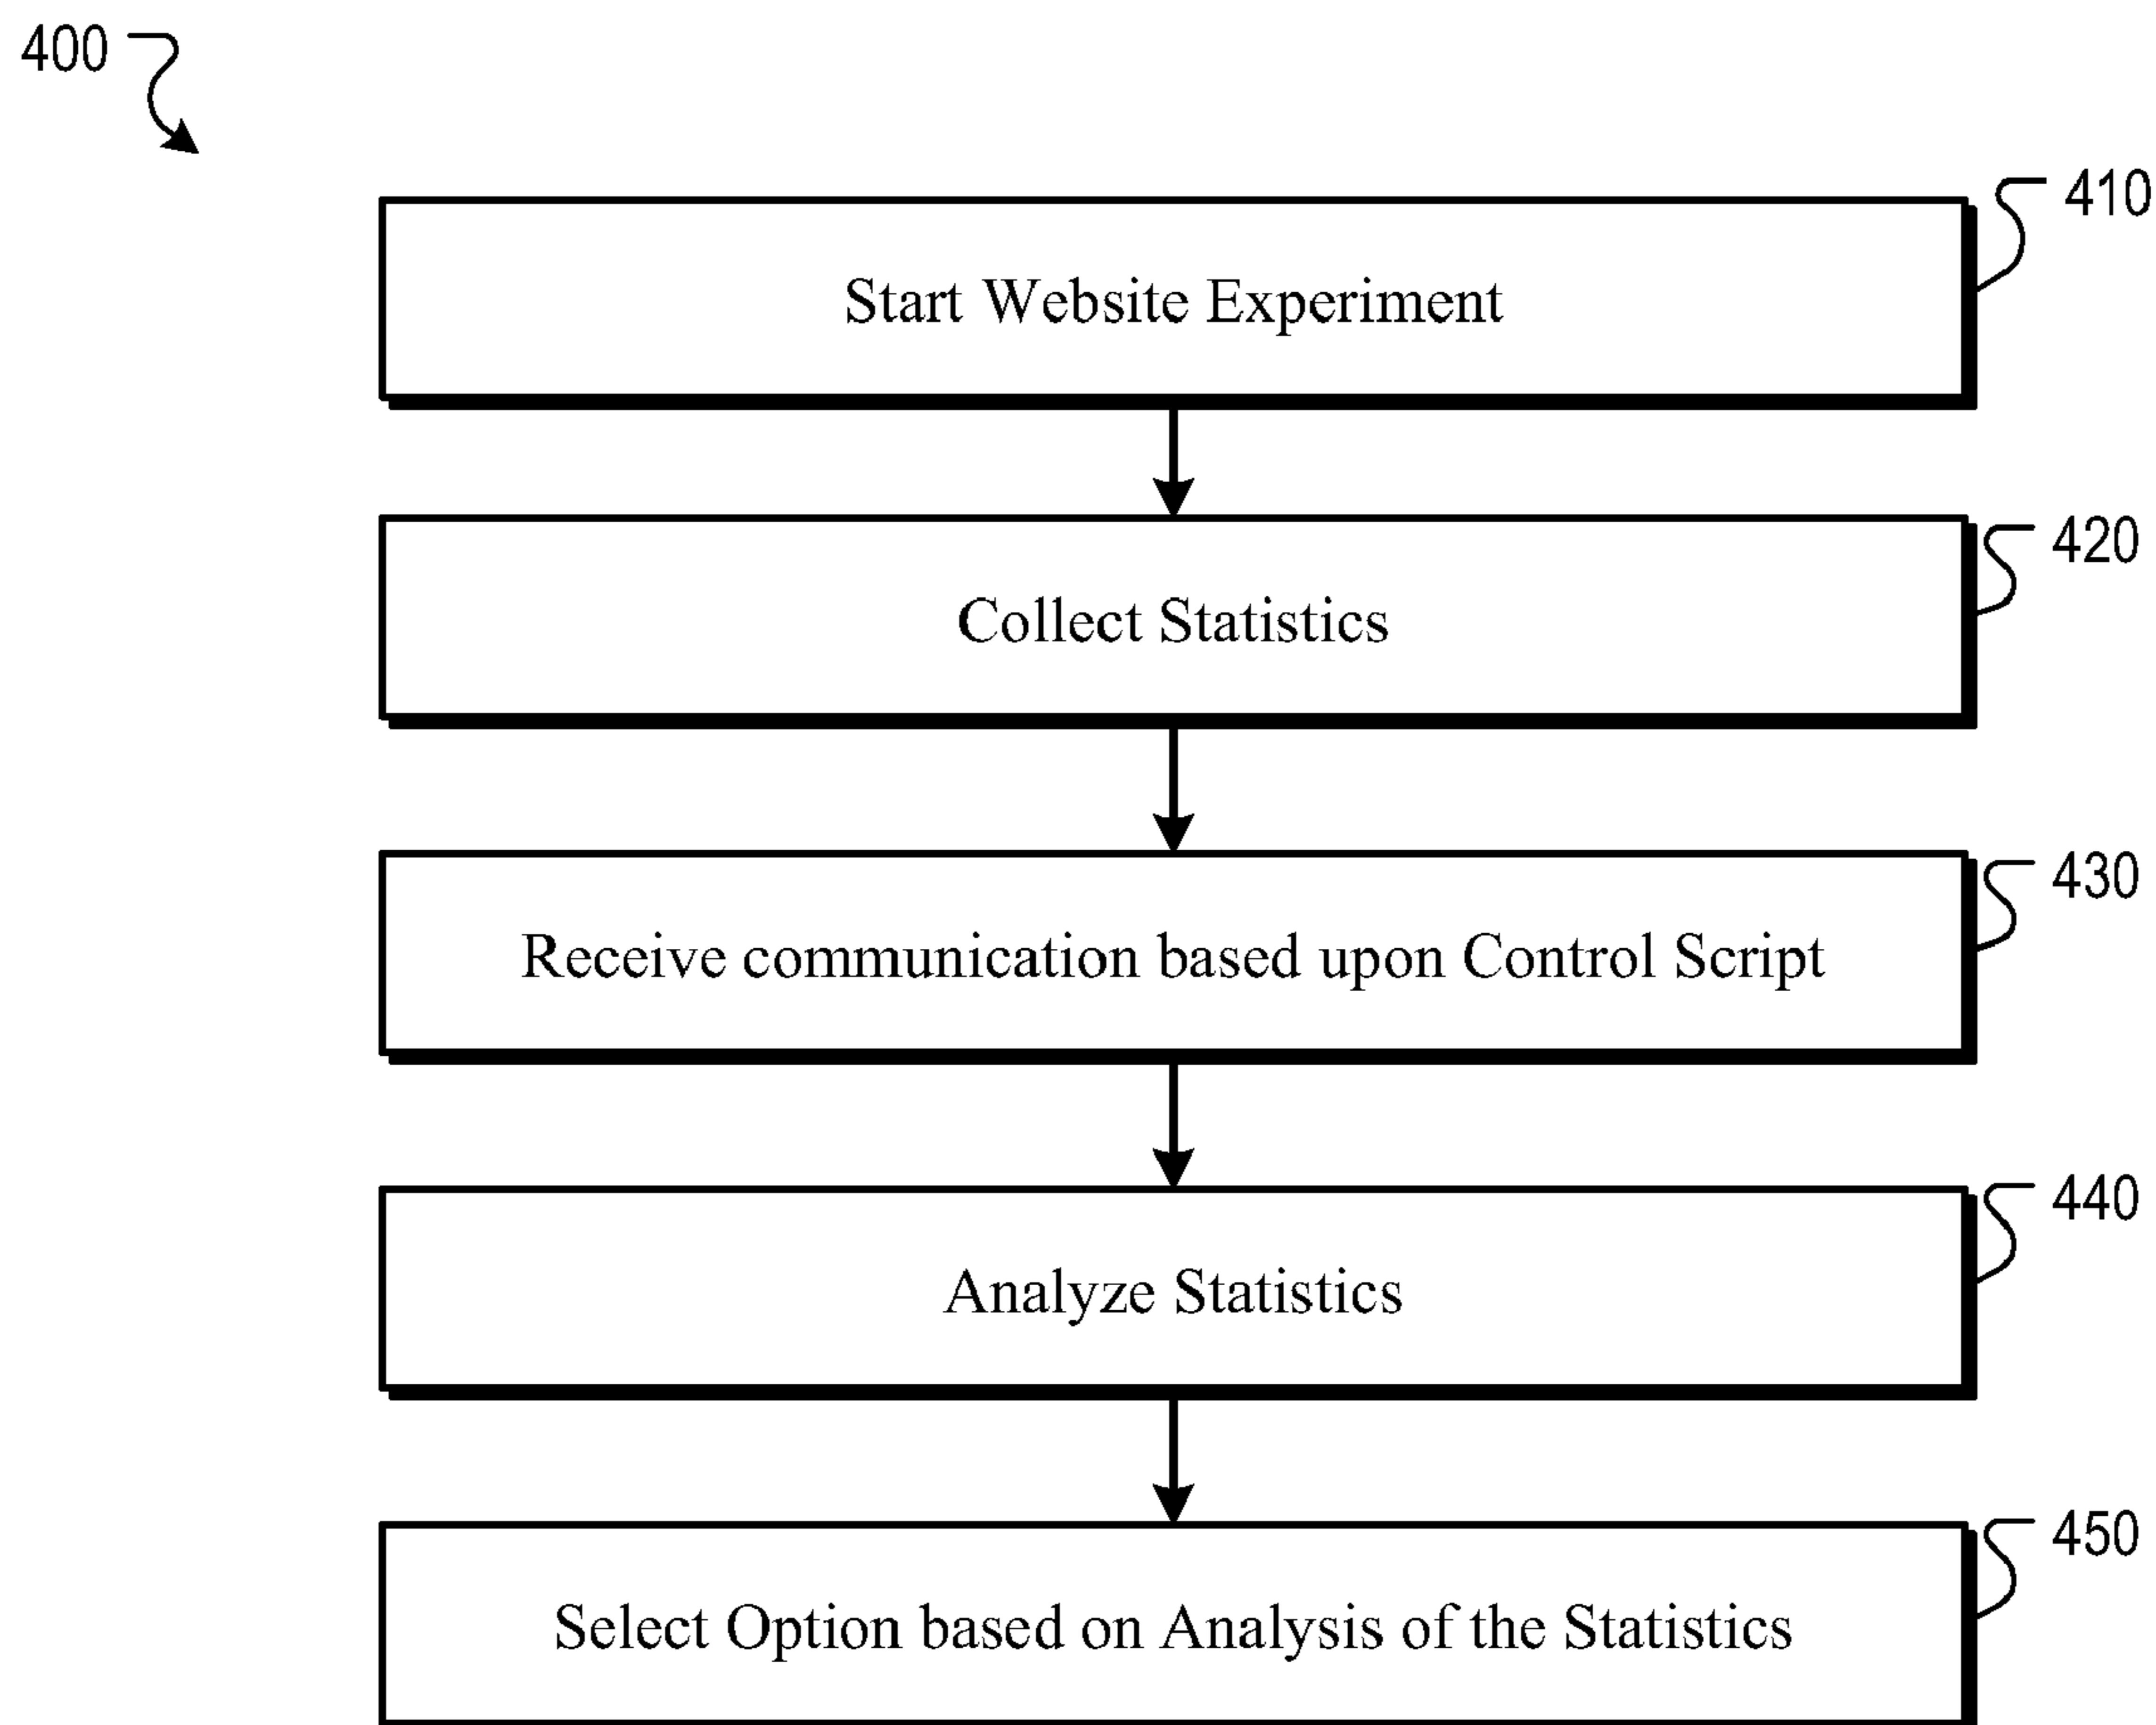 400
410
Start Website Experiment
420
Collect Statistics
430
Receive communication based upon Control Script
440
Analyze Statistics
450
Select Option based on Analysis of the Statistics